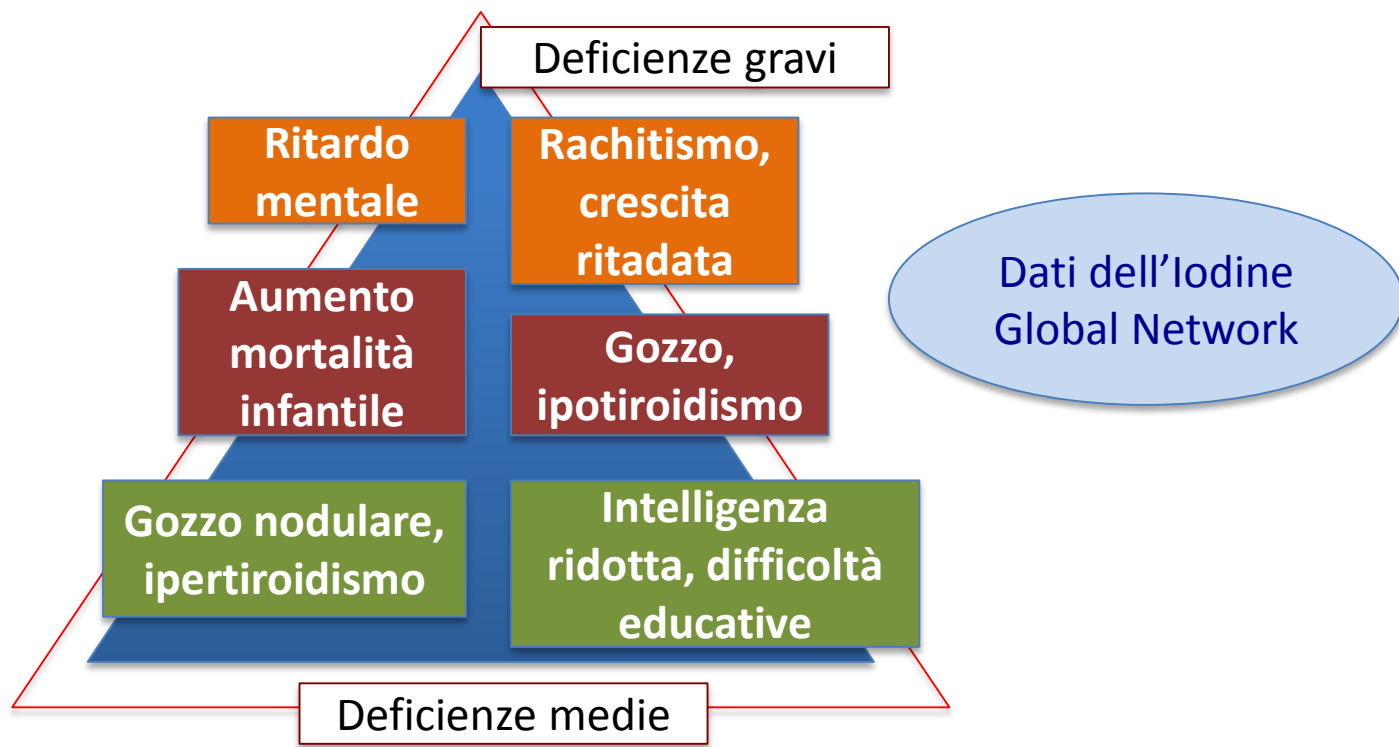 Deficienze gravi
Ritardo
mentale
Rachitismo,
crescita
ritadata
Aumento
mortalità
infantile
Gozzo,
ipotiroidismo
Gozzo nodulare,
ipertiroidismo
Intelligenza
ridotta, difficoltà
educative
Deficienze medie
Dati dell’Iodine
Global Network